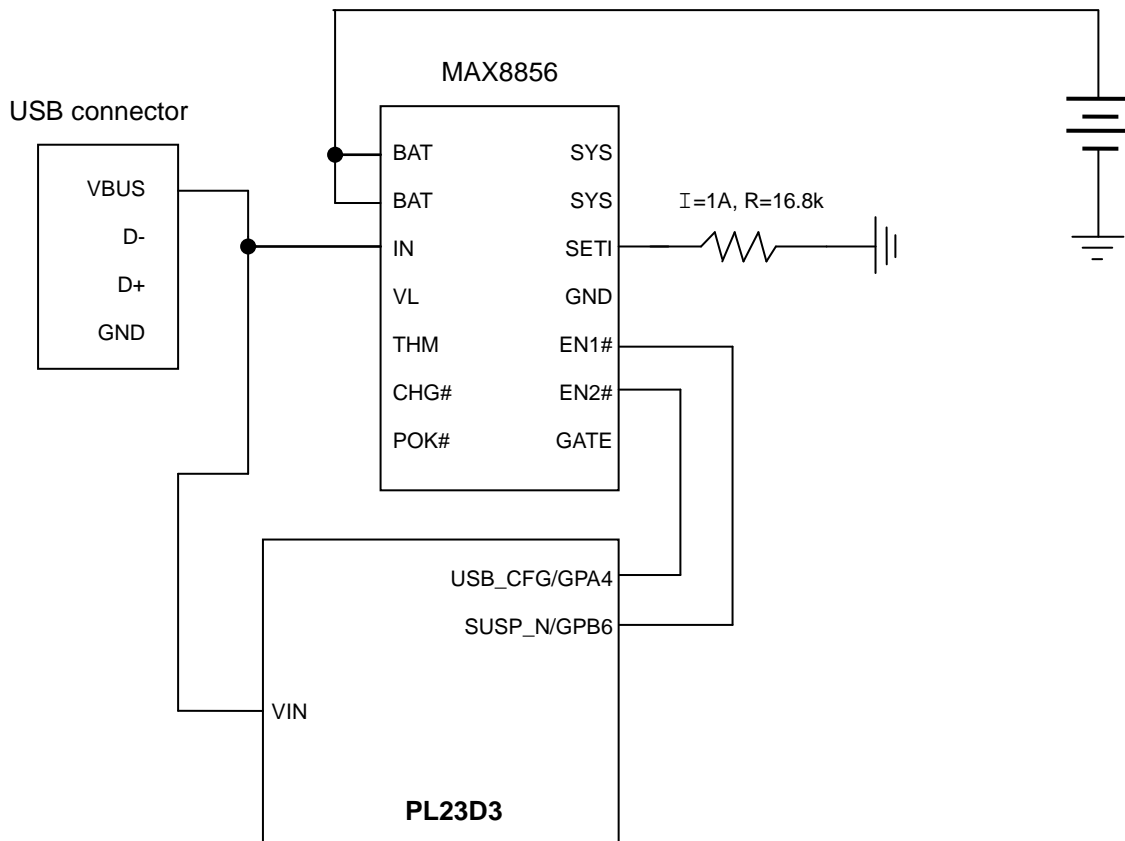 MAX8856
USB connector
VBUS
D-
D+
GND
BAT
BAT
IN
VL
THM
CHG#
POK#
SYS
SYS
SETI
GND
EN1#
EN2#
GATE
I=1A, R=16.8k
USB_CFG/GPA4
SUSP_N/GPB6
VIN
PL23D3